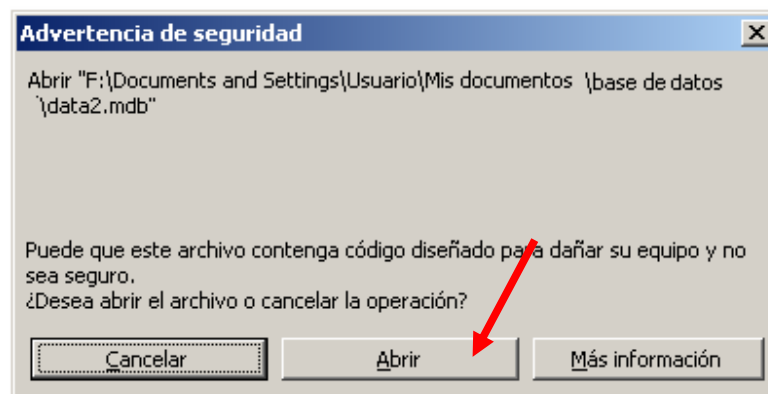 Advertencia de seguridad
Abrir "F:\Documents and Settings\Usuario\Mis documentos \base de datos
\data2.mdb"
Puede que este archivo contenga código diseñado para dañar su equipo y no
sea seguro.
¿Desea abrir el archivo o cancelar la operación?
Cancelar Abrir Más información